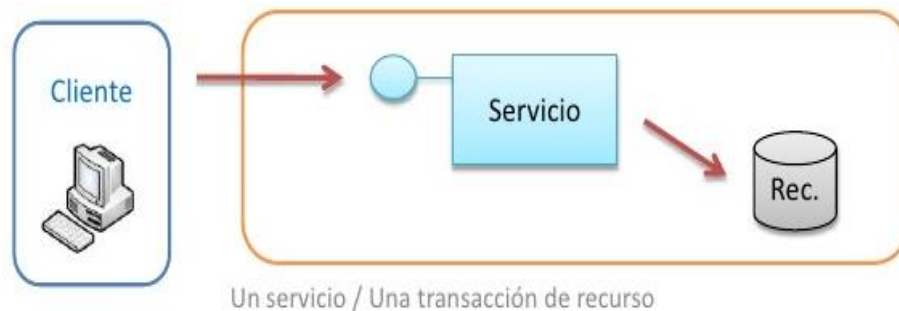 Cliente
Servicio
Rec.
Un servicio / Una transacción de recurso